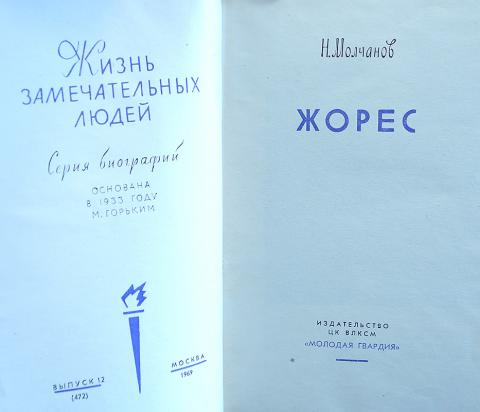 Жизнь
ЗАМЕЧАТЕЛЬНЫХ
ЛЮДЕЙ
Серия биографий
ОСНОВАНА
В 1933 ГОДУ
М. ГОРЬКИМ
ВЫПУСК 12
(472)
МОСКВА
1969
Н. Молчанов
ЖОРЕС
ИЗДАТЕЛЬСТВО
ЦК ВЛКСМ
«МОЛОДАЯ ГВАРДИЯ»